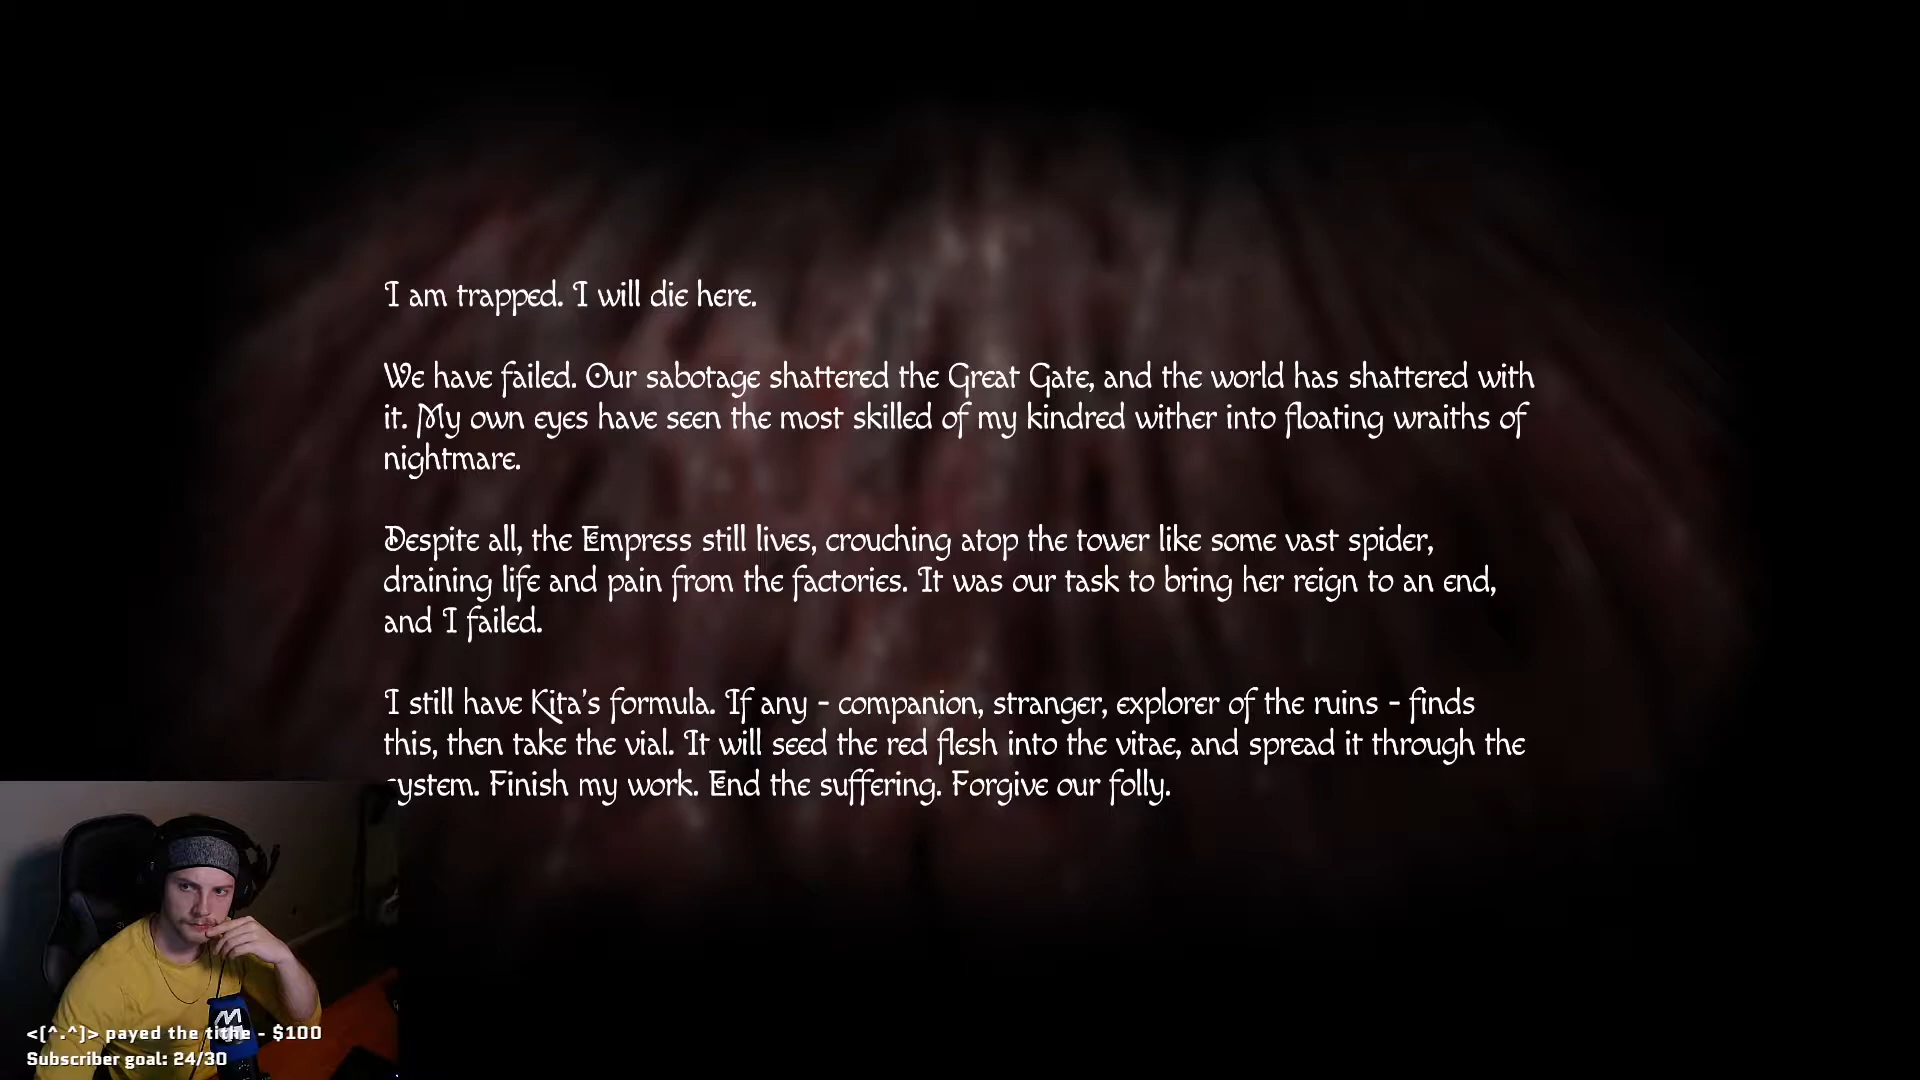 I am trapped. I will die here.
We have failed. Our sabotage shattered the Great Gate, and the world has shattered with
it. My own eyes have seen the most skilled of my kindred wither into floating wraiths of
nightmare.
Despite all, the Empress still lives, crouching atop the tower like some vast spider,
draining life and pain from the factories. It was our task to bring her reign to an end,
and I failed.
I still have Kita's formula. If any - companion, stranger, explorer of the ruins - finds
this, then take the vial. It will seed the red flesh into the vitae, and spread it through the
system. Finish my work. End the suffering. Forgive our folly.
<[^.^]> payed the tithe - $100
Subscriber goal: 24/30